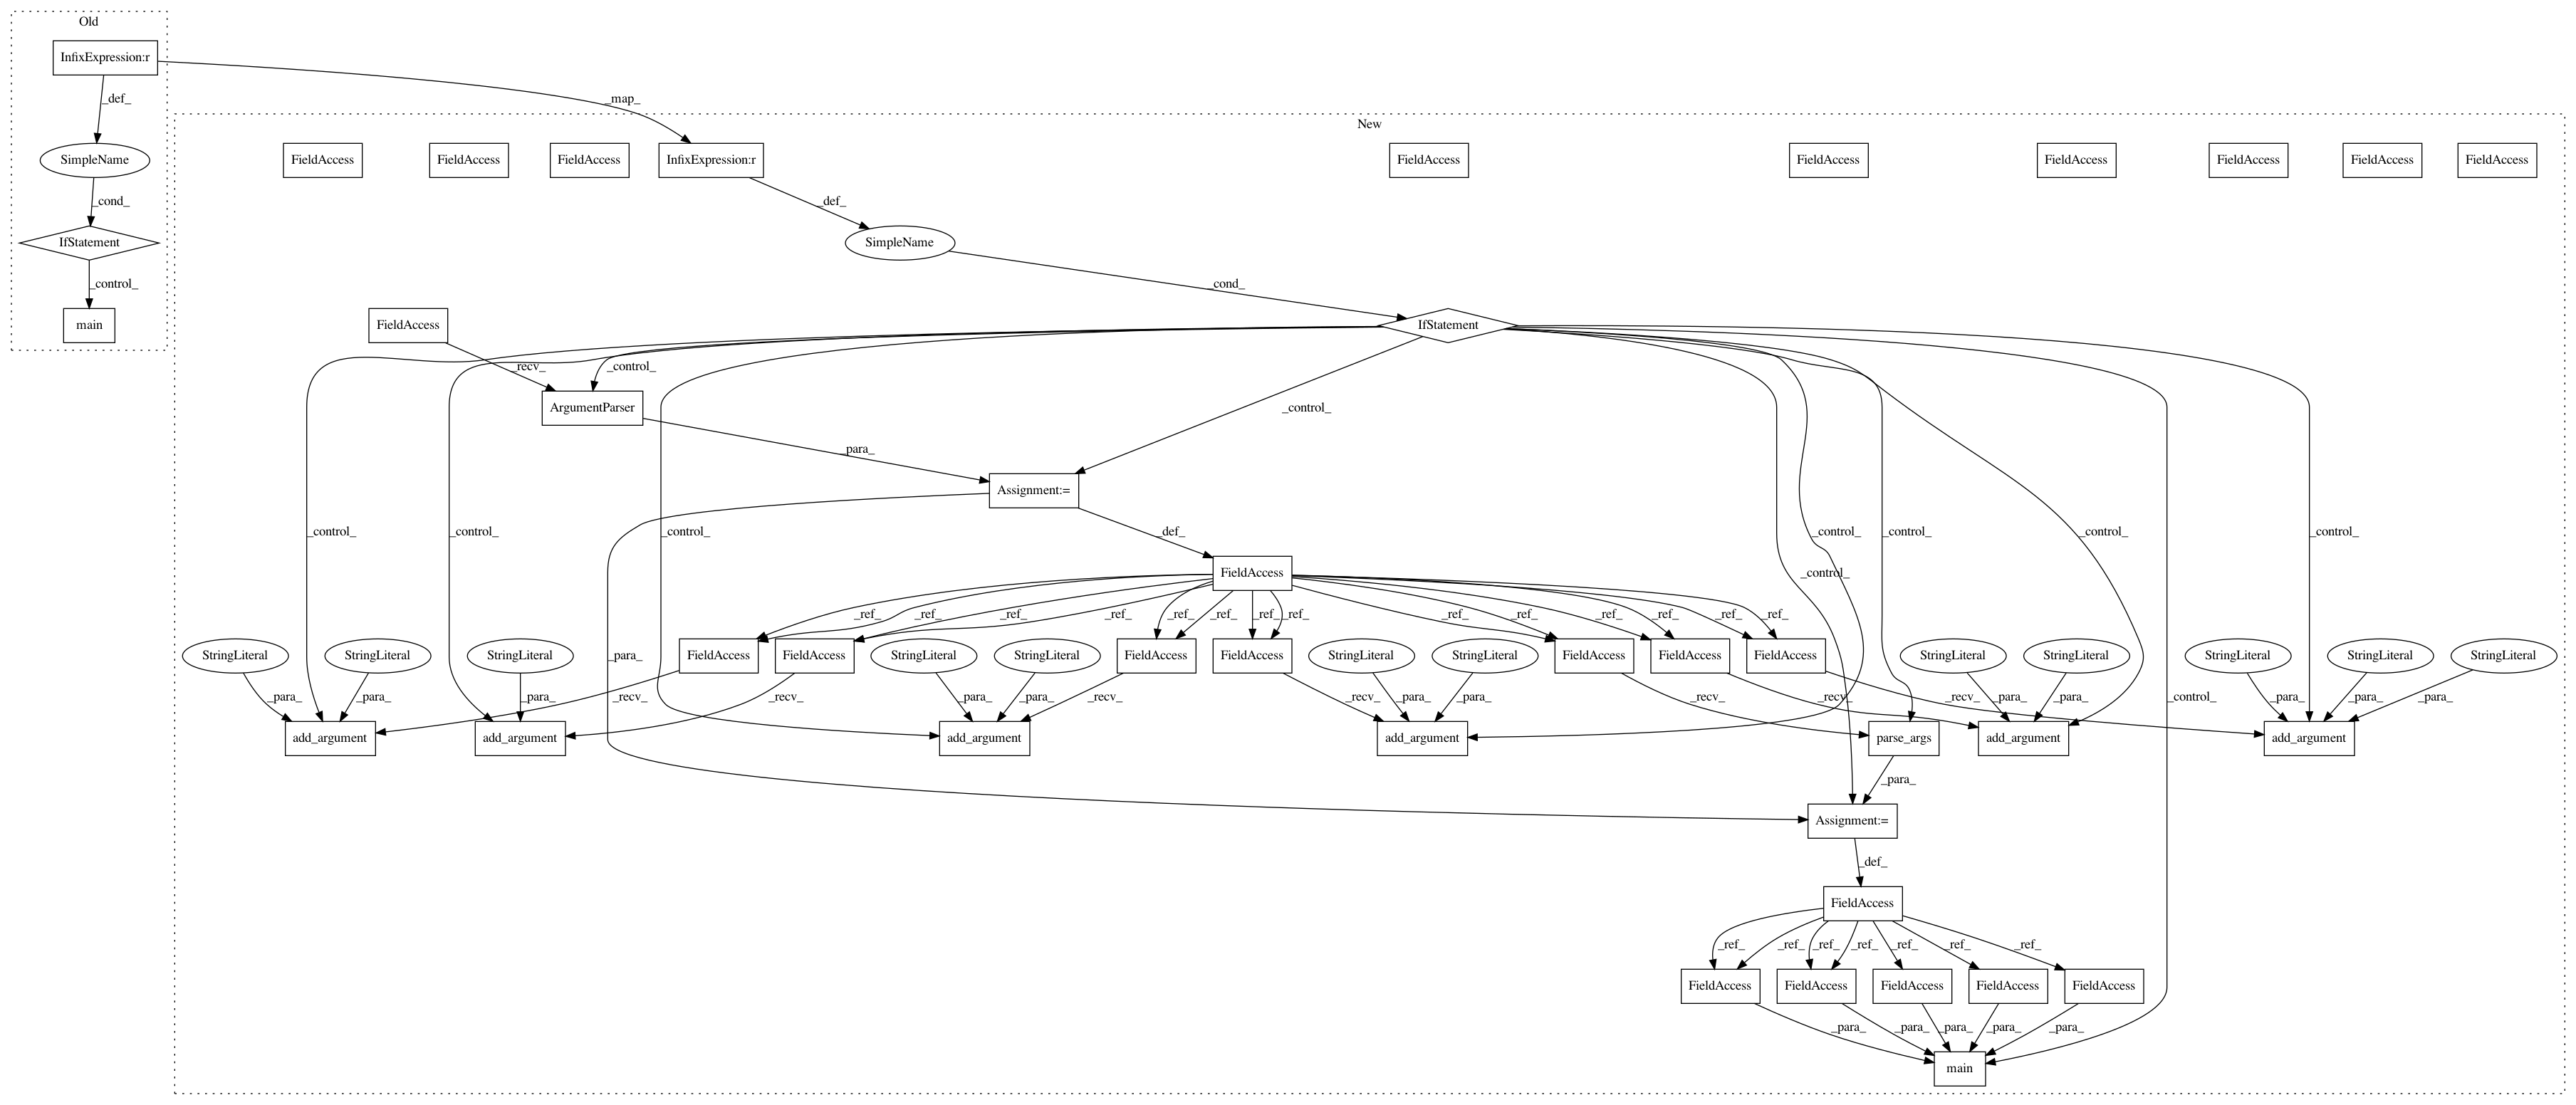 Old
InfixExpression:r
_def_
_map_
New
SimpleName
FieldAccess
FieldAccess
FieldAccess
InfixExpression:r
FieldAccess
FieldAccess
FieldAccess
FieldAccess
FieldAccess
FieldAccess
_cond_
_def_
IfStatement
SimpleName
_control_
_cond_
main
FieldAccess
IfStatement
_recv_
_control_
ArgumentParser
_control_
_para_
Assignment:=
_control_
_control_
_control_
_def_
_control_
_control_
_control_
_control_
FieldAccess
_control_
_ref_
_ref_
_ref_
_ref_
_ref_
_ref_
_ref_
_ref_
_ref_
_ref_
_ref_
_ref_
_ref_
_ref_
StringLiteral
StringLiteral
StringLiteral
_para_
FieldAccess
FieldAccess
StringLiteral
StringLiteral
FieldAccess
FieldAccess
StringLiteral
StringLiteral
FieldAccess
FieldAccess
FieldAccess
StringLiteral
StringLiteral
StringLiteral
StringLiteral
StringLiteral
_para_
_para_
_para_
_recv_
_recv_
_para_
_para_
_recv_
_recv_
_para_
_para_
_recv_
_recv_
_recv_
_para_
_para_
_control_
_para_
_para_
_para_
add_argument
add_argument
add_argument
add_argument
parse_args
add_argument
add_argument
_para_
Assignment:=
_def_
FieldAccess
_ref_
_ref_
_ref_
_ref_
_ref_
_ref_
_ref_
FieldAccess
FieldAccess
FieldAccess
FieldAccess
FieldAccess
_para_
_para_
_para_
_para_
_para_
main